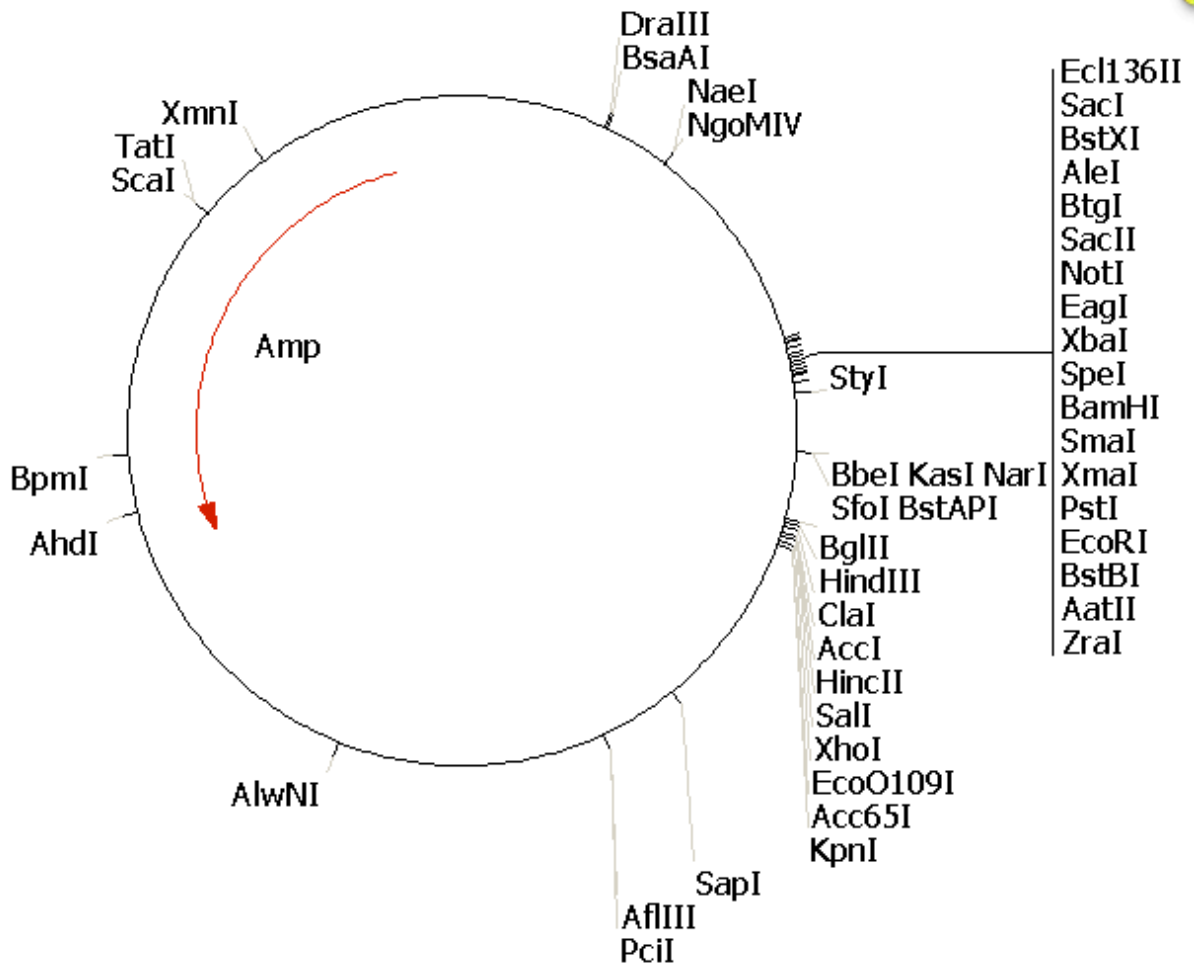 DraIII
BsaAI
NaeI
NgoMIV
XmnI
TatI
ScaI
Amp
BpmI
AhdI
AlwNI
StyI
BbeI KasI NarI
SfoI BstAPI
BglII
HindIII
ClaI
AccI
HincII
SalI
XhoI
EcoO109I
Acc65I
KpnI
SapI
AflIII
PciI
Ecl136II
SacI
BstXI
AleI
BtgI
SacII
NotI
EagI
XbaI
SpeI
BamHI
SmaI
XmaI
PstI
EcoRI
BstBI
AatII
ZraI